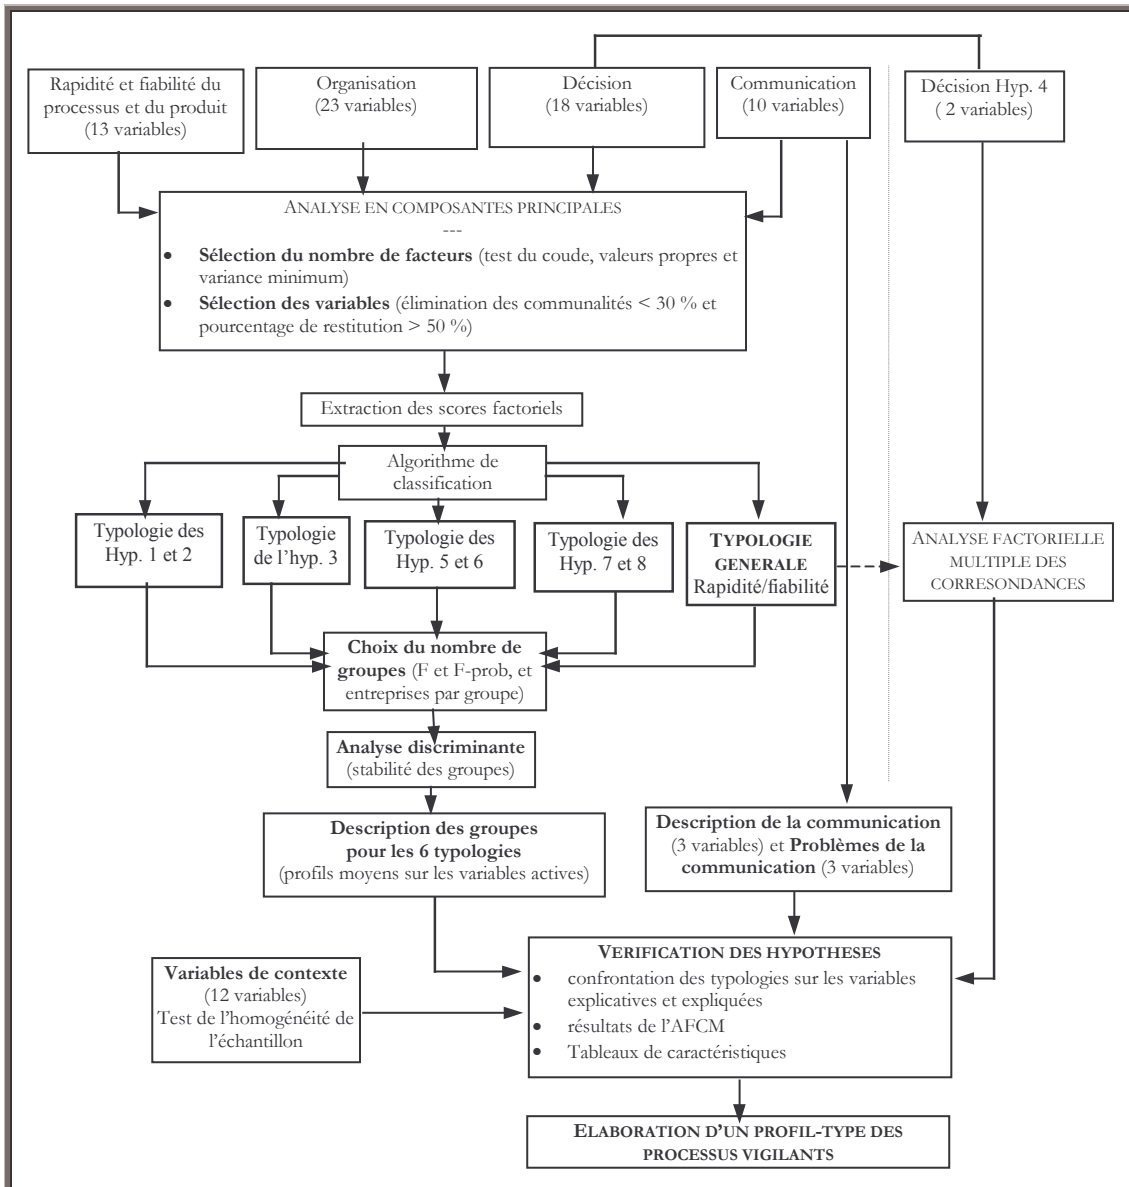 Rapidité et fiabilité du
processus et du produit
(13 variables)
Organisation
(23 variables)
Décision
(18 variables)
Communication
(10 variables)
Décision Hyp. 4
( 2 variables)
ANALYSE EN COMPOSANTES PRINCIPALES
---
• Sélection du nombre de facteurs (test du coude, valeurs propres et
variance minimum)
• Sélection des variables (élimination des communalités < 30 % et
pourcentage de restitution > 50 %)
Extraction des scores factoriels
Algorithme de
classification
Typologie des
Hyp. 1 et 2
Typologie
de l’hyp. 3
Typologie des
Hyp. 5 et 6
Typologie des
Hyp. 7 et 8
TYPOLOGIE
GENERALE
Rapidité/fiabilité
ANALYSE FACTORIELLE
MULTIPLE DES
CORRESONDANCES
Choix du nombre de
groupes (F et F-prob, et
entreprises par groupe)
Analyse discriminante
(stabilité des groupes)
Description des groupes
pour les 6 typologies
(profils moyens sur les variables actives)
Description de la communication
(3 variables) et Problèmes de la
communication (3 variables)
Variables de contexte
(12 variables)
Test de l’homogénéité de
l’échantillon
VERIFICATION DES HYPOTHESES
• confrontation des typologies sur les variables
explicatives et expliquées
• résultats de l’AFCM
• Tableaux de caractéristiques
ELABORATION D’UN PROFIL-TYPE DES
PROCESSUS VIGILANTS